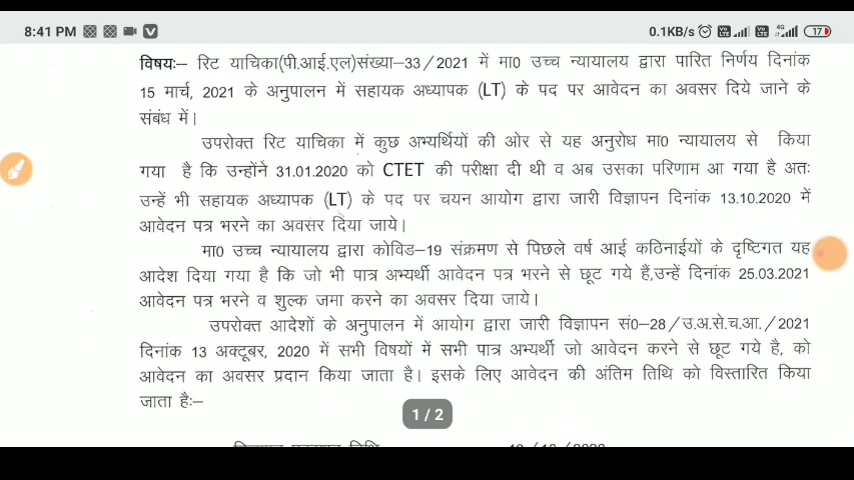 8:41 PM
0.1KB/s
4G
17
विषयः– रिट याचिका(पी.आई.एल)संख्या–33/2021 में मा0 उच्च न्यायालय द्वारा पारित निर्णय दिनांक
15 मार्च, 2021 के अनुपालन में सहायक अध्यापक (LT) के पद पर आवेदन का अवसर दिये जाने के
संबंध में।
उपरोक्त रिट याचिका में कुछ अभ्यर्थियों की ओर से यह अनुरोध मा0 न्यायालय से किया
गया है कि उन्होंने 31.01.2020 को CTET की परीक्षा दी थी व अब उसका परिणाम आ गया है अतः
उन्हें भी सहायक अध्यापक (LT) के पद पर चयन आयोग द्वारा जारी विज्ञापन दिनांक 13.10.2020 में
आवेदन पत्र भरने का अवसर दिया जाये।
मा0 उच्च न्यायालय द्वारा कोविड–19 संक्रमण से पिछले वर्ष आई कठिनाईयों के दृष्टिगत यह
आदेश दिया गया है कि जो भी पात्र अभ्यर्थी आवेदन पत्र भरने से छूट गये हैं,उन्हें दिनांक 25.03.2021
आवेदन पत्र भरने व शुल्क जमा करने का अवसर दिया जाये।
उपरोक्त आदेशों के अनुपालन में आयोग द्वारा जारी विज्ञापन सं0–28/उ.अ.से.च.आ./2021
दिनांक 13 अक्टूबर, 2020 में सभी विषयों में सभी पात्र अभ्यर्थी जो आवेदन करने से छूट गये है, को
आवेदन का अवसर प्रदान किया जाता है। इसके लिए आवेदन की अंतिम तिथि को विस्तारित किया
जाता हैः–
1/2